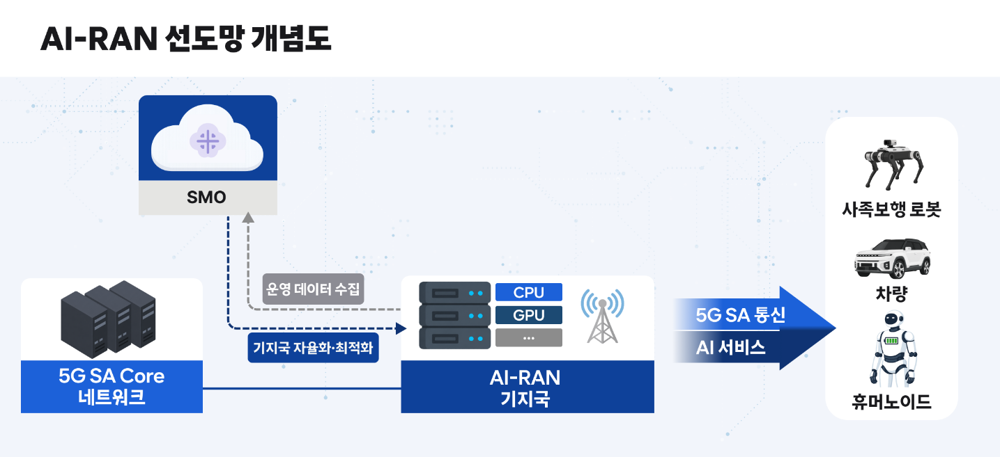 AI-RAN 선도망 개념도
SMO
운영 데이터 수집
기지국 자율화·최적화
5G SA Core
네트워크
CPU
GPU
...
AI-RAN
기지국
5G SA 통신
AI 서비스
사족보행 로봇
차량
휴머노이드